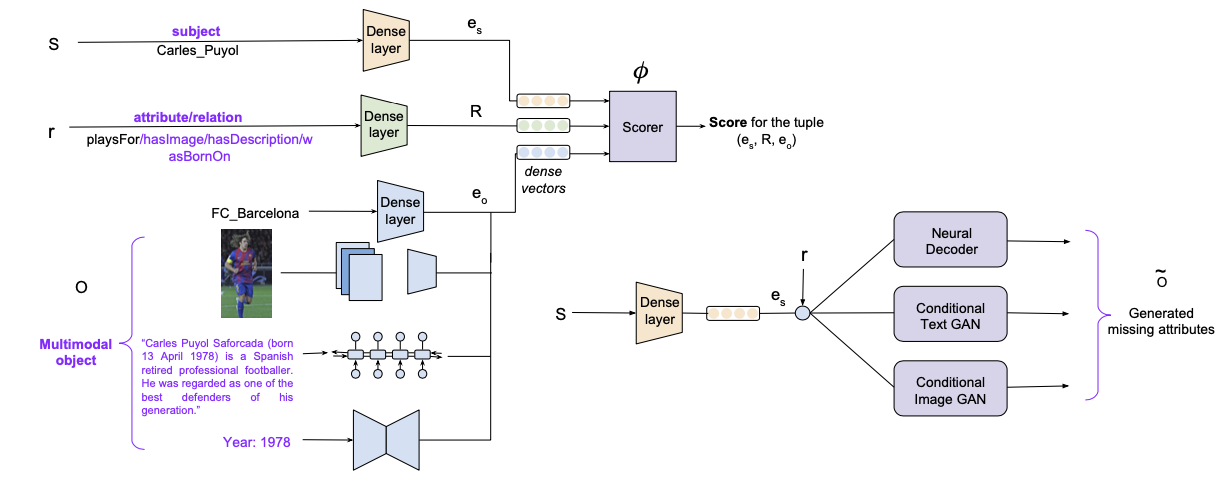 S
subject
Carles_Puyol
Dense
layer
e_s
ϕ
r
attribute/relation
playsFor/hasImage/hasDescription/w
asBornOn
Dense
layer
R
Scorer
Score for the tuple
(e_s, R, e_o)
dense
vectors
FC_Barcelona
Dense
layer
e_o
O
Multimodal
object
"Carles Puyol Saforcada (born
13 April 1978) is a Spanish
retired professional footballer.
He was regarded as one of the
best defenders of his
generation."
Year: 1978
S
Dense
layer
e_s
r
Neural
Decoder
Conditional
Text GAN
Conditional
Image GAN
õ
Generated
missing attributes